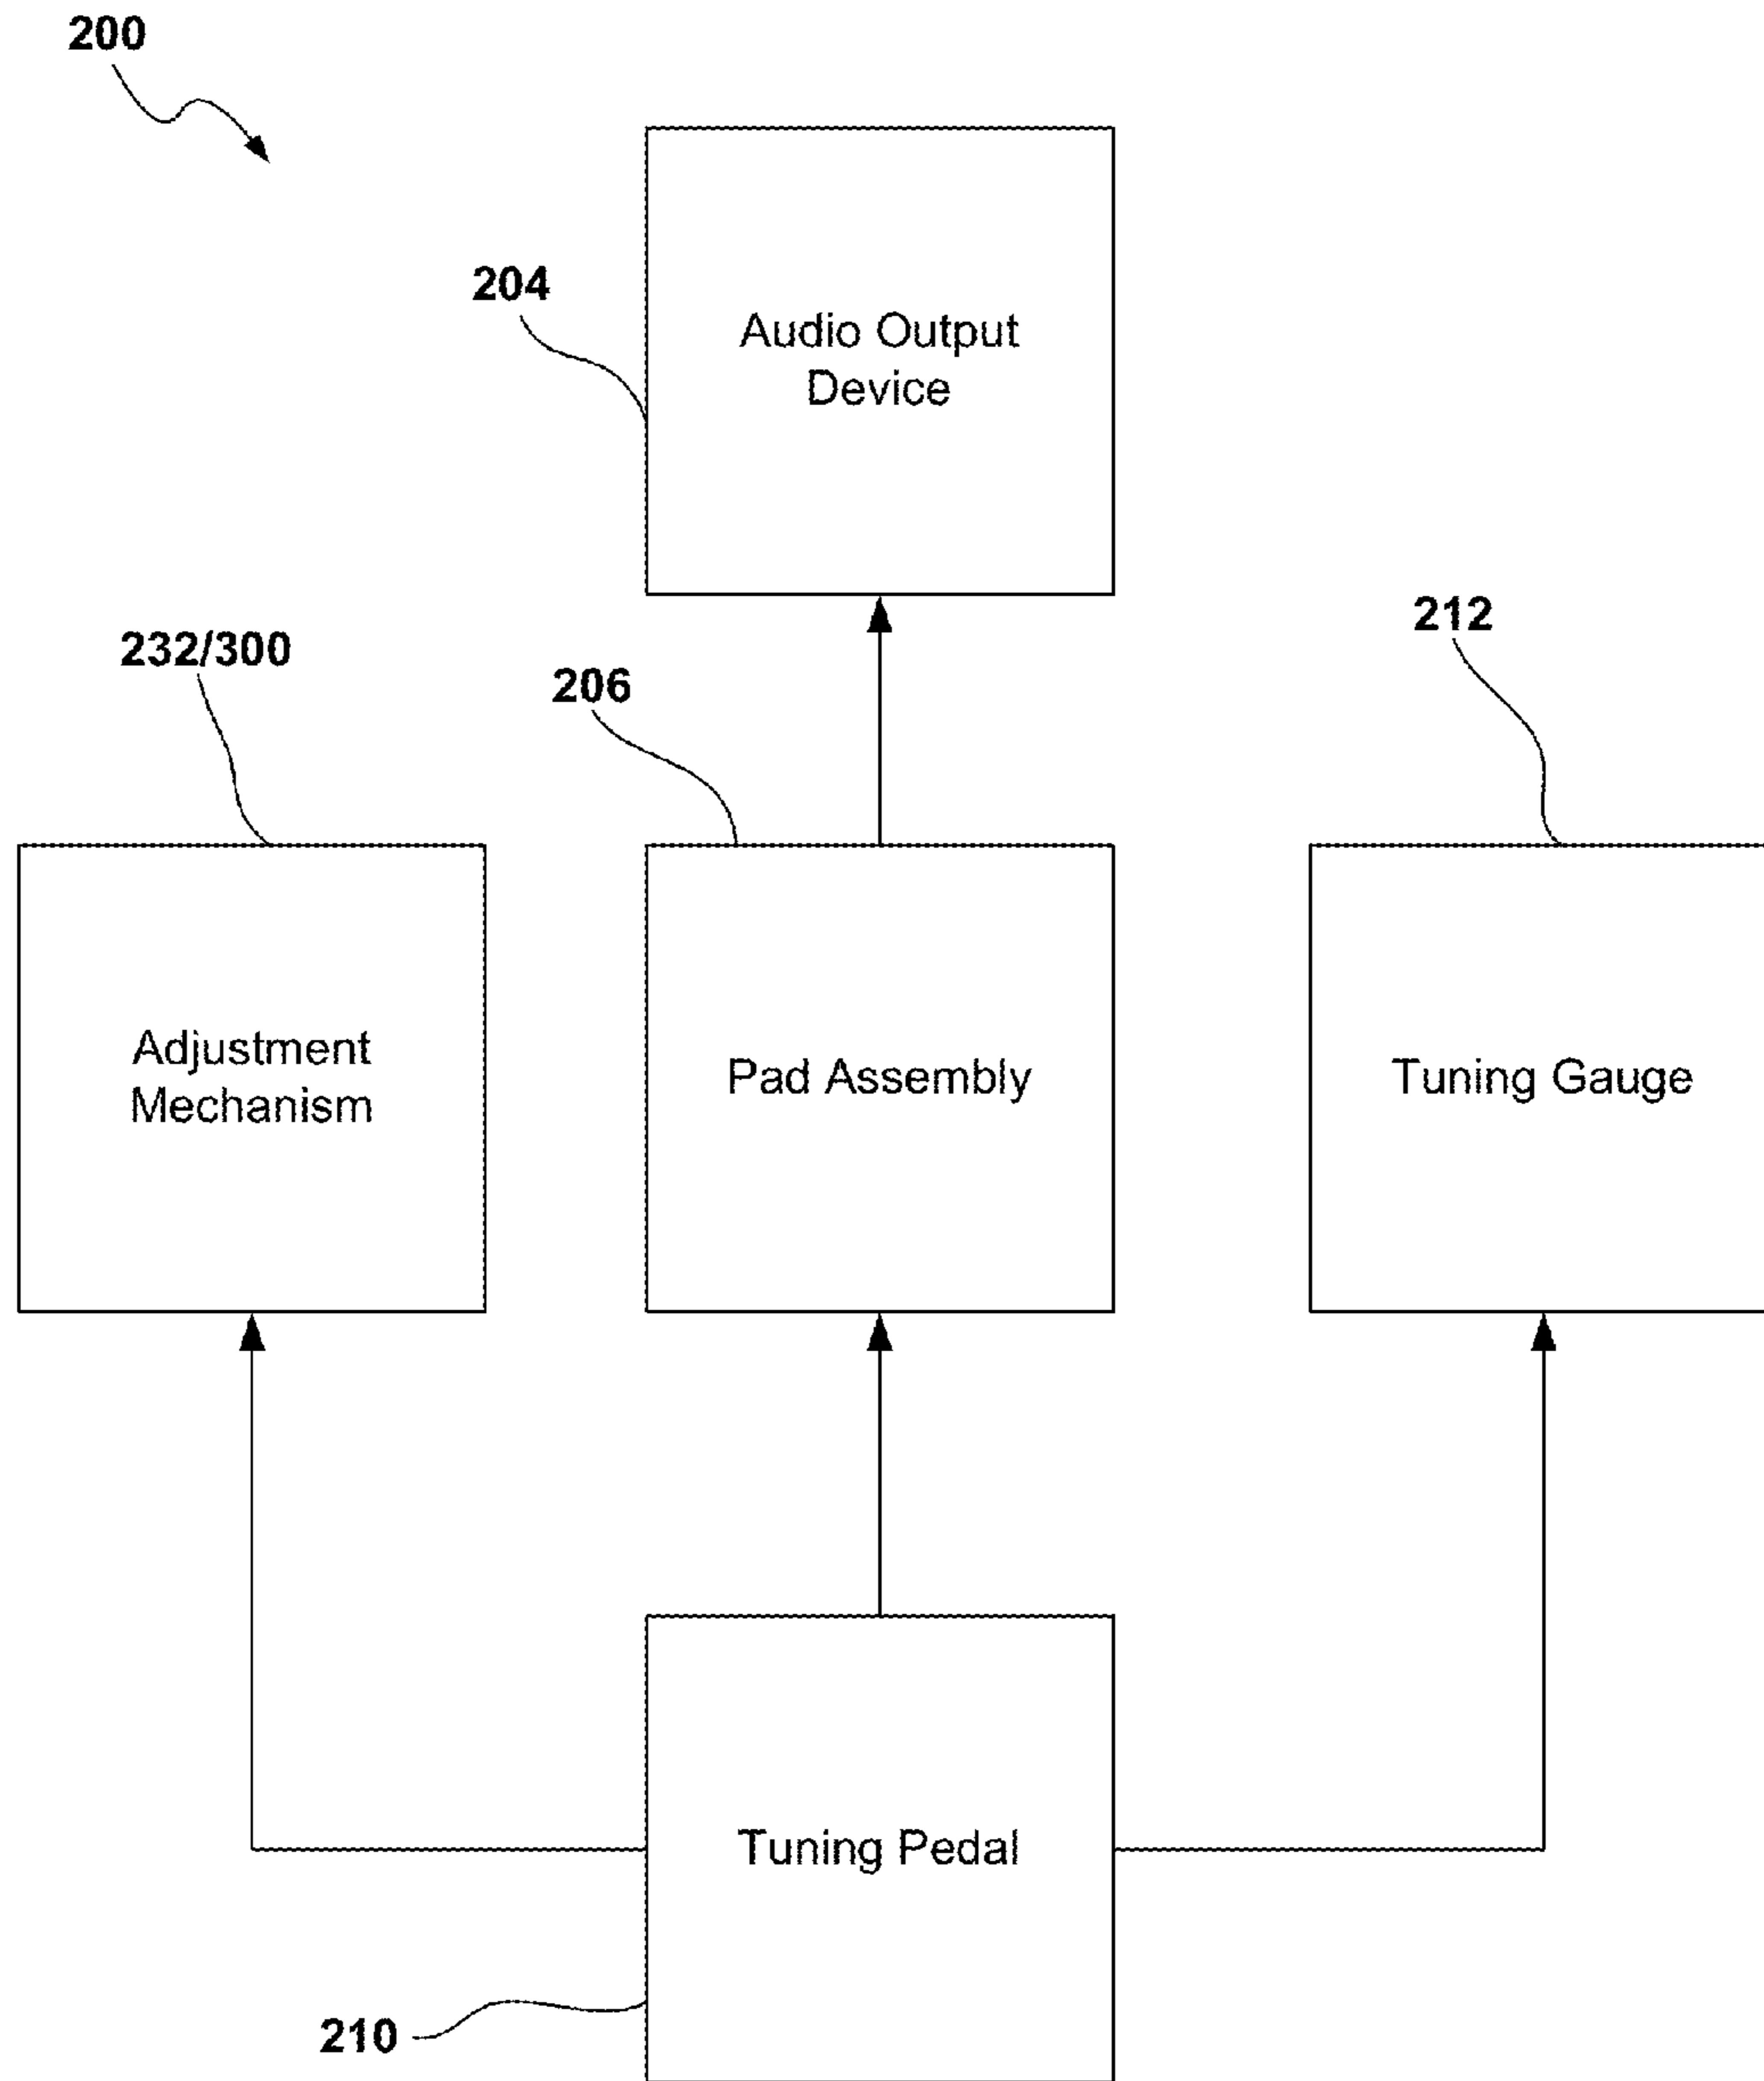 200
204
Audio Output
Device
232/300
206
212
Adjustment
Mechanism
Pad Assembly
Tuning Gauge
Tuning Pedal
210